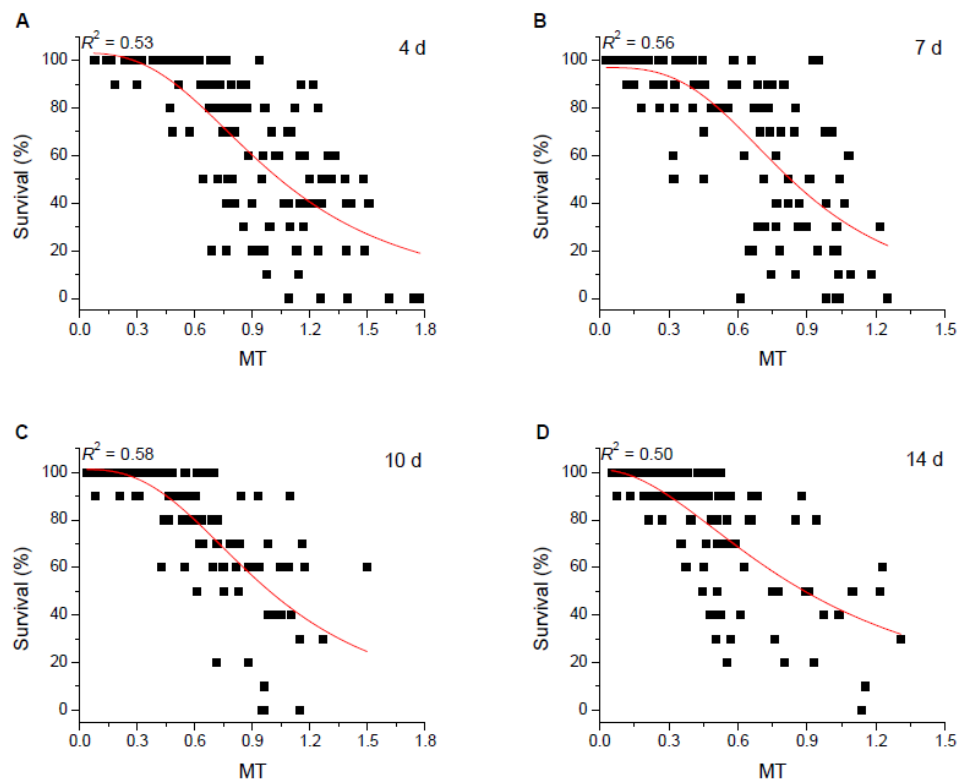 A
R² = 0.53
4 d
100
80
60
40
20
0
Survival (%)
0.0 0.3 0.6 0.9 1.2 1.5 1.8
MT
B
R² = 0.56
7 d
100
80
60
40
20
0
Survival (%)
0.0 0.3 0.6 0.9 1.2 1.5
MT
C
R² = 0.58
10 d
100
80
60
40
20
0
Survival (%)
0.0 0.3 0.6 0.9 1.2 1.5 1.8
MT
D
R² = 0.50
14 d
100
80
60
40
20
0
Survival (%)
0.0 0.3 0.6 0.9 1.2 1.5
MT